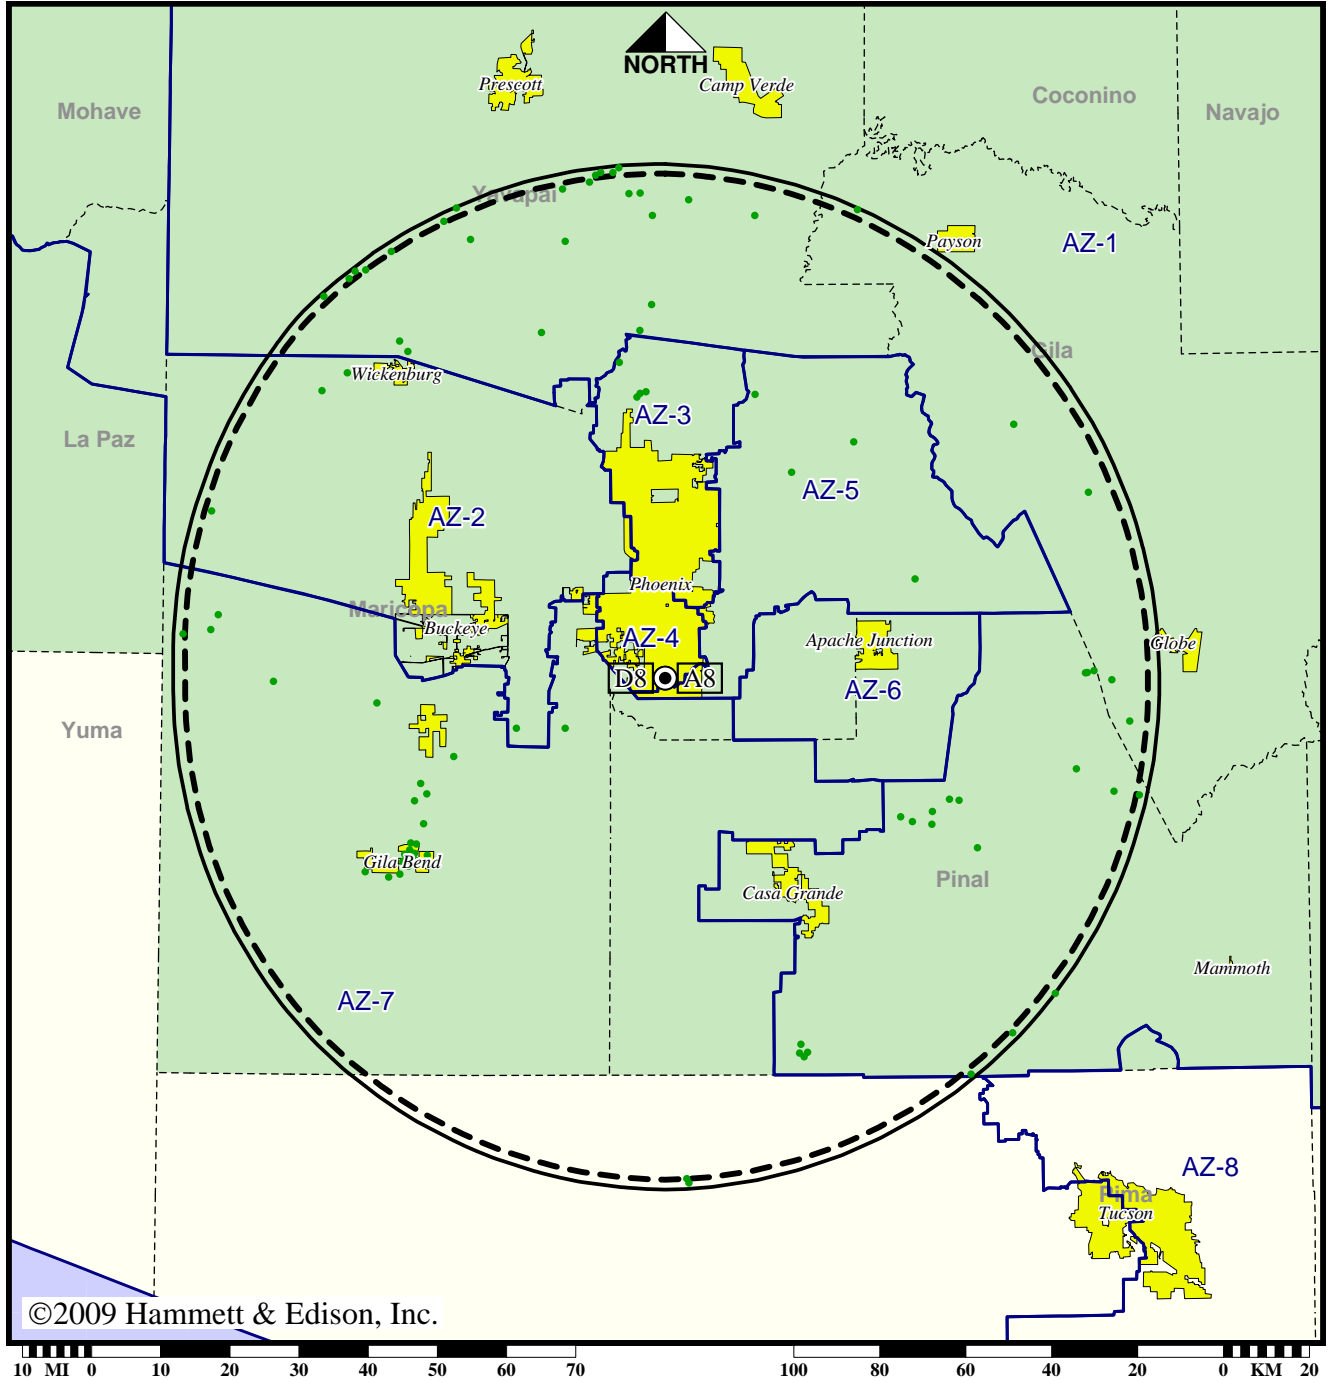 NORTH
Prescott
Camp Verde
Mohave
Coconino
Navajo
Yavapai
Payson
AZ-1
Gila
Wickenburg
AZ-3
La Paz
AZ-5
AZ-2
Phoenix
Maricopa
Buckeye
AZ-4
Apache Junction
Globe
D8
A8
AZ-6
Yuma
Gila Bend
Casa Grande
Pinal
Mammoth
AZ-7
AZ-8
Pima
Tucson
©2009 Hammett & Edison, Inc.
10 MI 0 10 20 30 40 50 60 70 100 80 60 40 20 0 KM 20